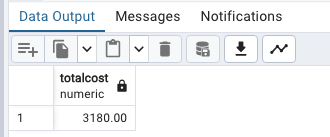 Data Output Messages Notifications
totalcost
numeric
1 3180.00